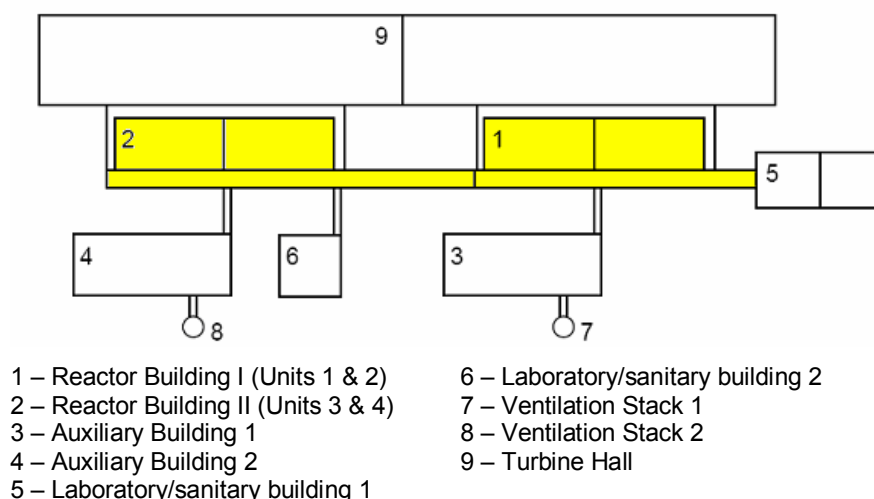 9
2
1
5
4
6
3
8
7
1 – Reactor Building I (Units 1 & 2)
2 – Reactor Building II (Units 3 & 4)
3 – Auxiliary Building 1
4 – Auxiliary Building 2
5 – Laboratory/sanitary building 1
6 – Laboratory/sanitary building 2
7 – Ventilation Stack 1
8 – Ventilation Stack 2
9 – Turbine Hall